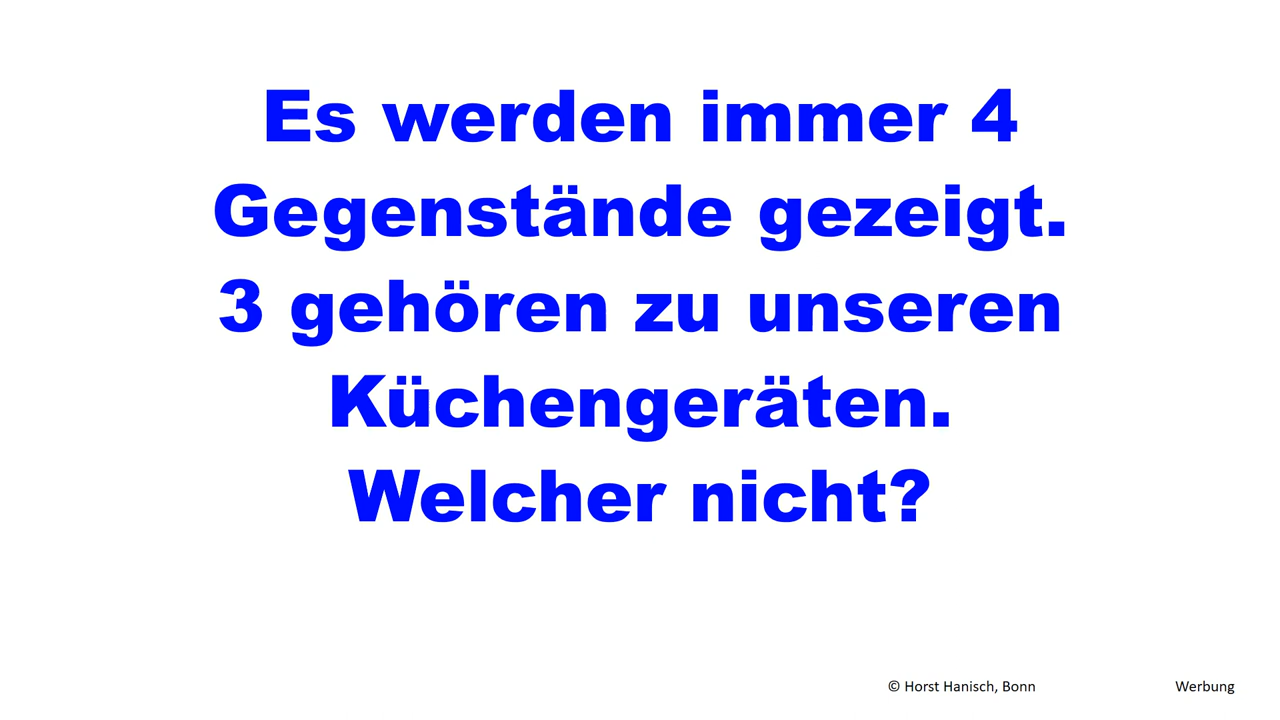 Es werden immer 4
Gegenstände gezeigt.
3 gehören zu unseren
Küchengeräten.
Welcher nicht?
© Horst Hanisch, Bonn
Werbung